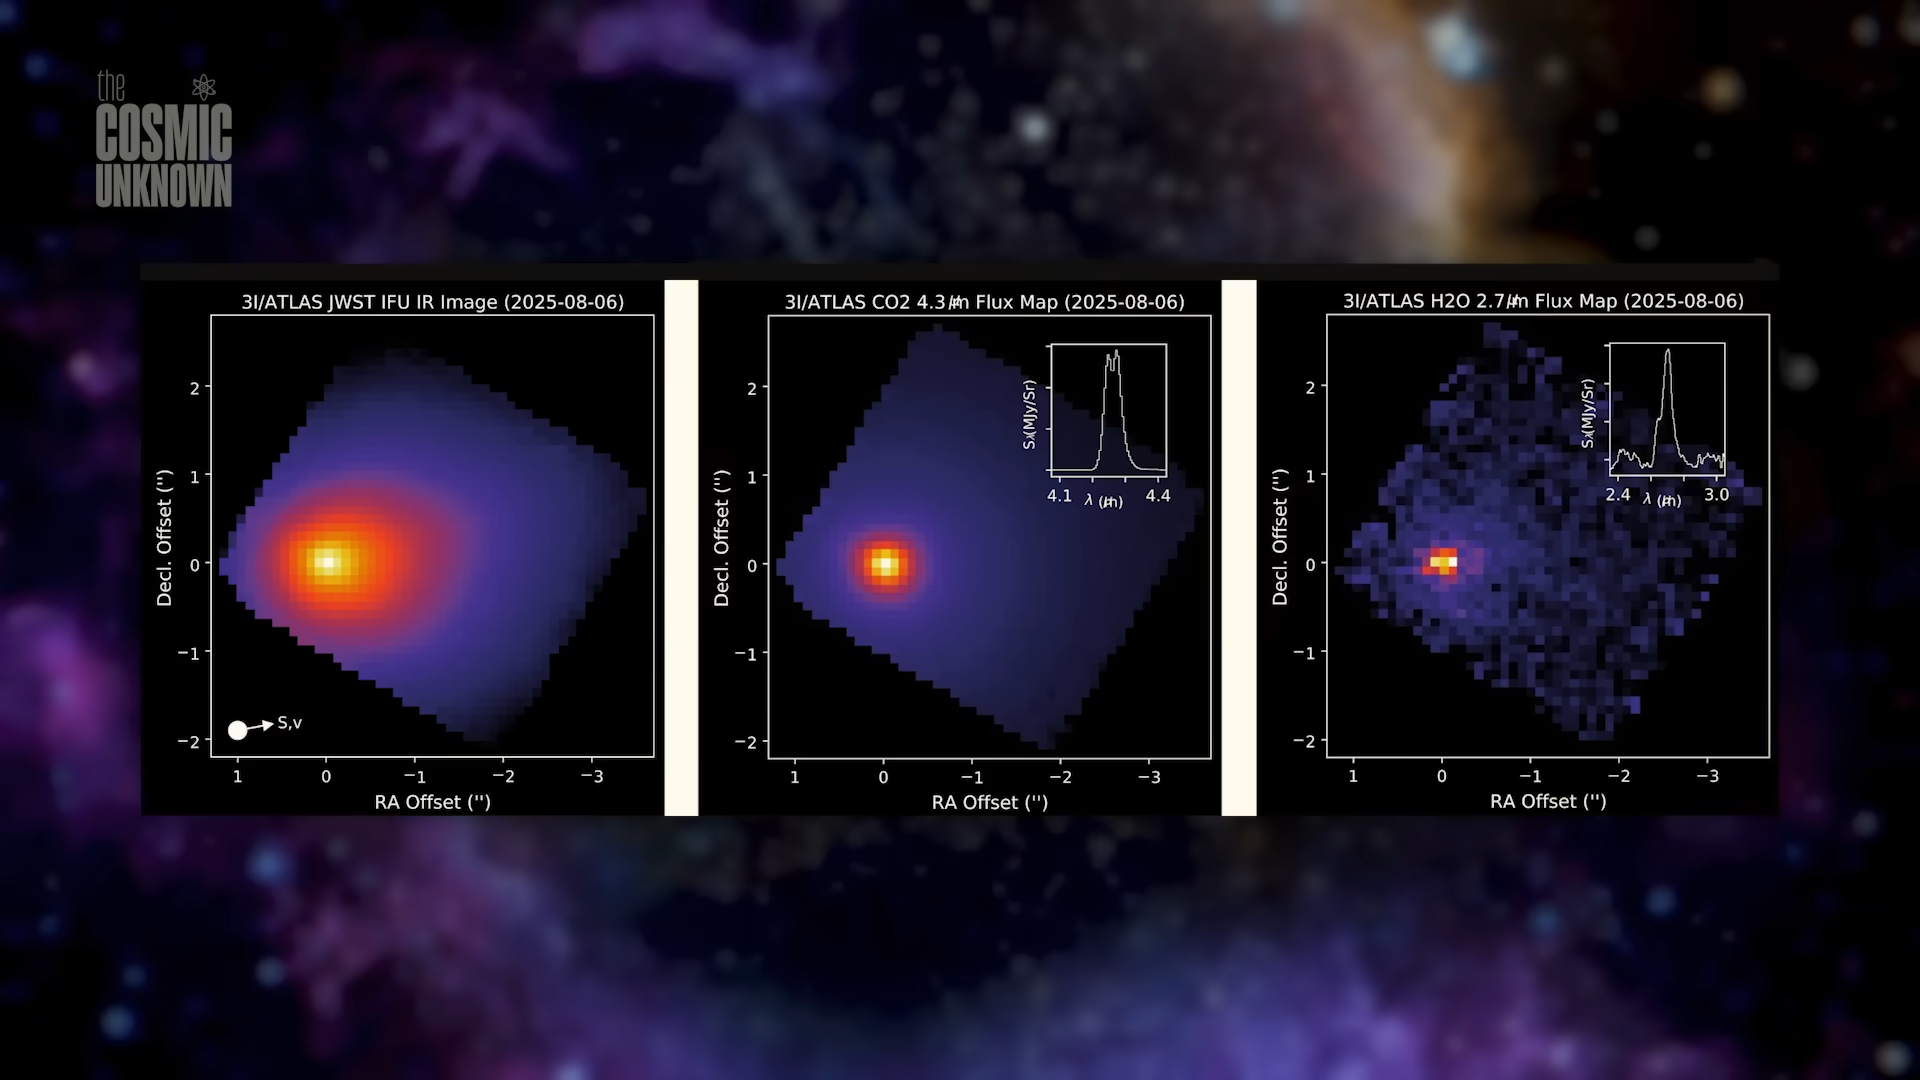 the
COSMIC
UNKNOWN
3I/ATLAS JWST IFU IR Image (2025-08-06)
Decl. Offset ('')
2
1
0
−1
−2
S,v
1 0 −1 −2 −3
RA Offset ('')
3I/ATLAS CO2 4.3μm Flux Map (2025-08-06)
Decl. Offset ('')
2
1
0
−1
−2
Sλ(MJy/Sr)
4.1 λ (μm) 4.4
1 0 −1 −2 −3
RA Offset ('')
3I/ATLAS H2O 2.7μm Flux Map (2025-08-06)
Decl. Offset ('')
2
1
0
−1
−2
Sλ(MJy/Sr)
2.4 λ (μm) 3.0
1 0 −1 −2 −3
RA Offset ('')